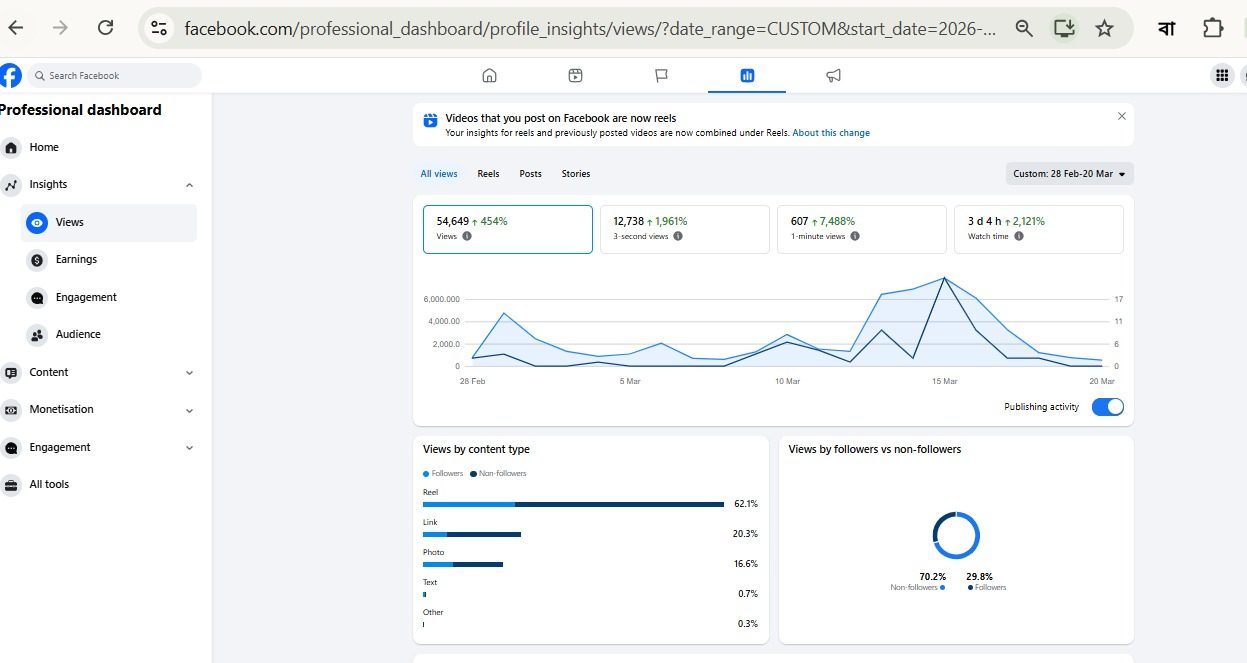 facebook.com/professional_dashboard/profile_insights/views/?date_range=CUSTOM&start_date=2026-...
বা
Search Facebook
Professional dashboard
Home
Insights
Views
Earnings
Engagement
Audience
Content
Monetisation
Engagement
All tools
Videos that you post on Facebook are now reels
Your insights for reels and previously posted videos are now combined under Reels. About this change
All views Reels Posts Stories Custom: 28 Feb-20 Mar
54,649 ↑ 454% 12,738 ↑ 1,961% 607 ↑ 7,488% 3 d 4 h ↑ 2,121%
Views 3-second views 1-minute views Watch time
6,000.000 17
4,000.00 11
2,000.0 6
0 0
28 Feb 5 Mar 10 Mar 15 Mar 20 Mar
Publishing activity
Views by content type
Followers Non-followers
Reel
62.1%
Link
20.3%
Photo
16.6%
Text
0.7%
Other
0.3%
Views by followers vs non-followers
70.2% 29.8%
Non-followers Followers